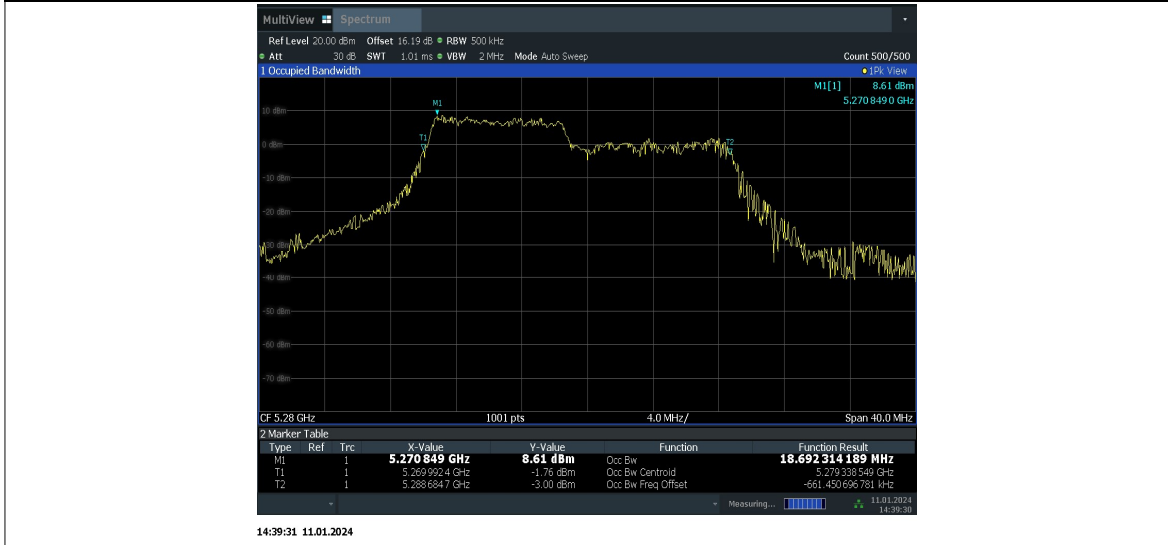 MultiView Spectrum
Ref Level 20.00 dBm Offset 16.19 dB RBW 500 kHz
Att 30 dB SWT 1.01 ms VBW 2 MHz Mode Auto Sweep Count 500/500
1 Occupied Bandwidth 1Pk View
M1[1] 8.61 dBm
5.270 849 0 GHz
M1
10 dBm
T1
T2
0 dBm
-10 dBm
-20 dBm
-30 dBm
-40 dBm
-50 dBm
-60 dBm
-70 dBm
CF 5.28 GHz 1001 pts 4.0 MHz/ Span 40.0 MHz
2 Marker Table
Type Ref Trc X-Value Y-Value Function Function Result
M1 1 5.270 849 GHz 8.61 dBm Occ Bw 18.692 314 189 MHz
T1 1 5.269 992 4 GHz -1.76 dBm Occ Bw Centroid 5.279 338 549 GHz
T2 1 5.288 684 7 GHz -3.00 dBm Occ Bw Freq Offset -661.450 696 781 kHz
Measuring... 11.01.2024
14:39:30
14:39:31 11.01.2024